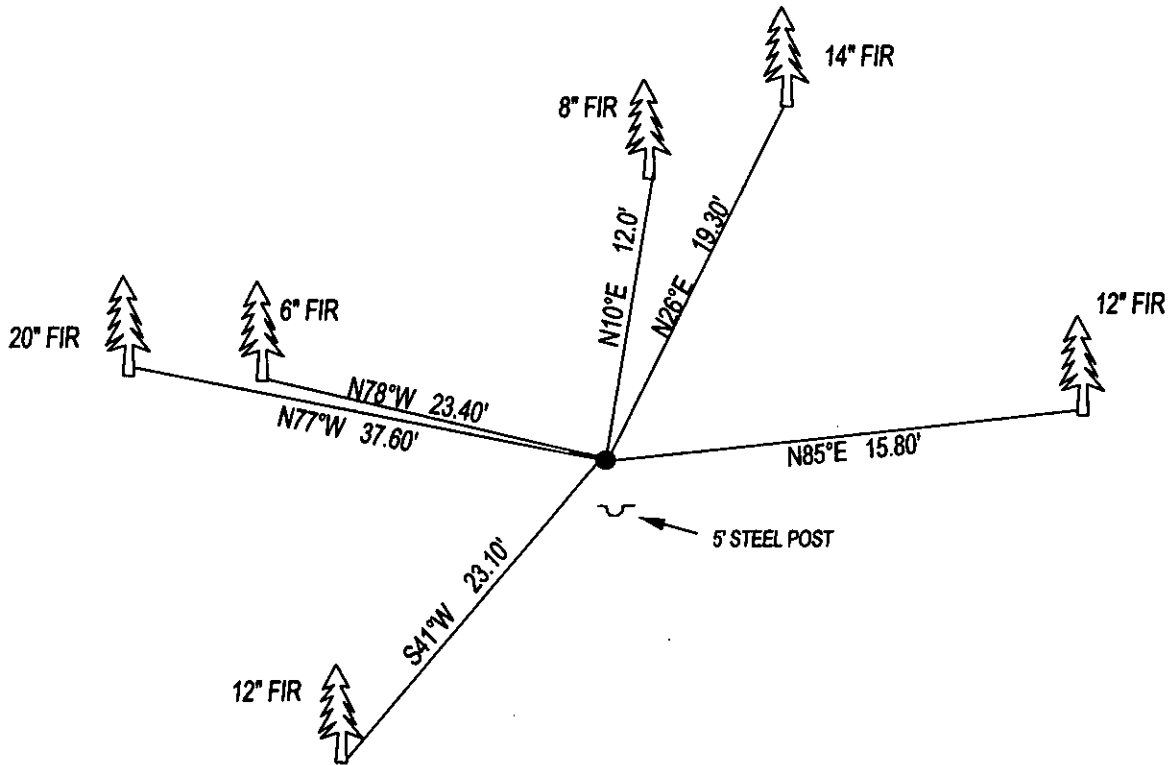 14" FIR
8" FIR
N10°E 12.0'
N26°E 19.30'
12" FIR
20" FIR
6" FIR
N78°W 23.40'
N77°W 37.60'
N85°E 15.80'
5' STEEL POST
S41°W 23.10'
12" FIR